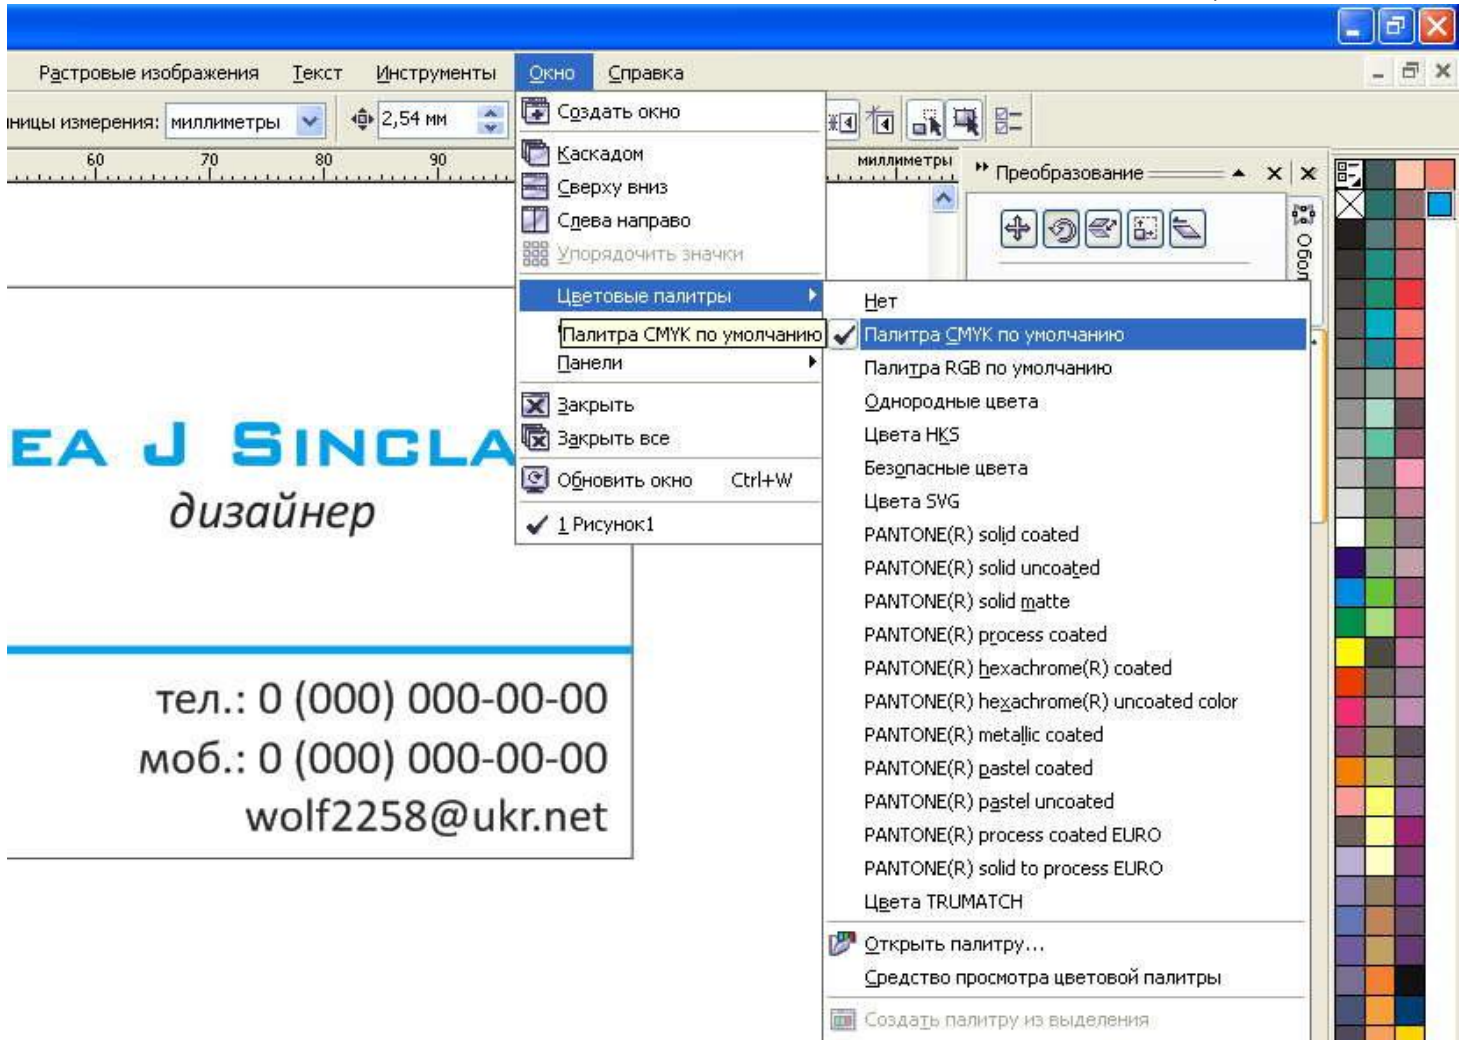 Растровые изображения Текст Инструменты Окно Справка
ницы измерения: миллиметры 2,54 мм
60 70 80 90 миллиметры
Преобразование
Создать окно
Каскадом
Сверху вниз
Слева направо
Упорядочить значки
Цветовые палитры
Палитра CMYK по умолчанию
Панели
Закрыть
Закрыть все
Обновить окно Ctrl+W
1 Рисунок1
Нет
Палитра CMYK по умолчанию
Палитра RGB по умолчанию
Однородные цвета
Цвета HKS
Безопасные цвета
Цвета SVG
PANTONE(R) solid coated
PANTONE(R) solid uncoated
PANTONE(R) solid matte
PANTONE(R) process coated
PANTONE(R) hexachrome(R) coated
PANTONE(R) hexachrome(R) uncoated color
PANTONE(R) metallic coated
PANTONE(R) pastel coated
PANTONE(R) pastel uncoated
PANTONE(R) process coated EURO
PANTONE(R) solid to process EURO
Цвета TRUMATCH
Открыть палитру...
Средство просмотра цветовой палитры
Создать палитру из выделения
EA J SINCLA
дизайнер
тел.: 0 (000) 000-00-00
моб.: 0 (000) 000-00-00
wolf2258@ukr.net